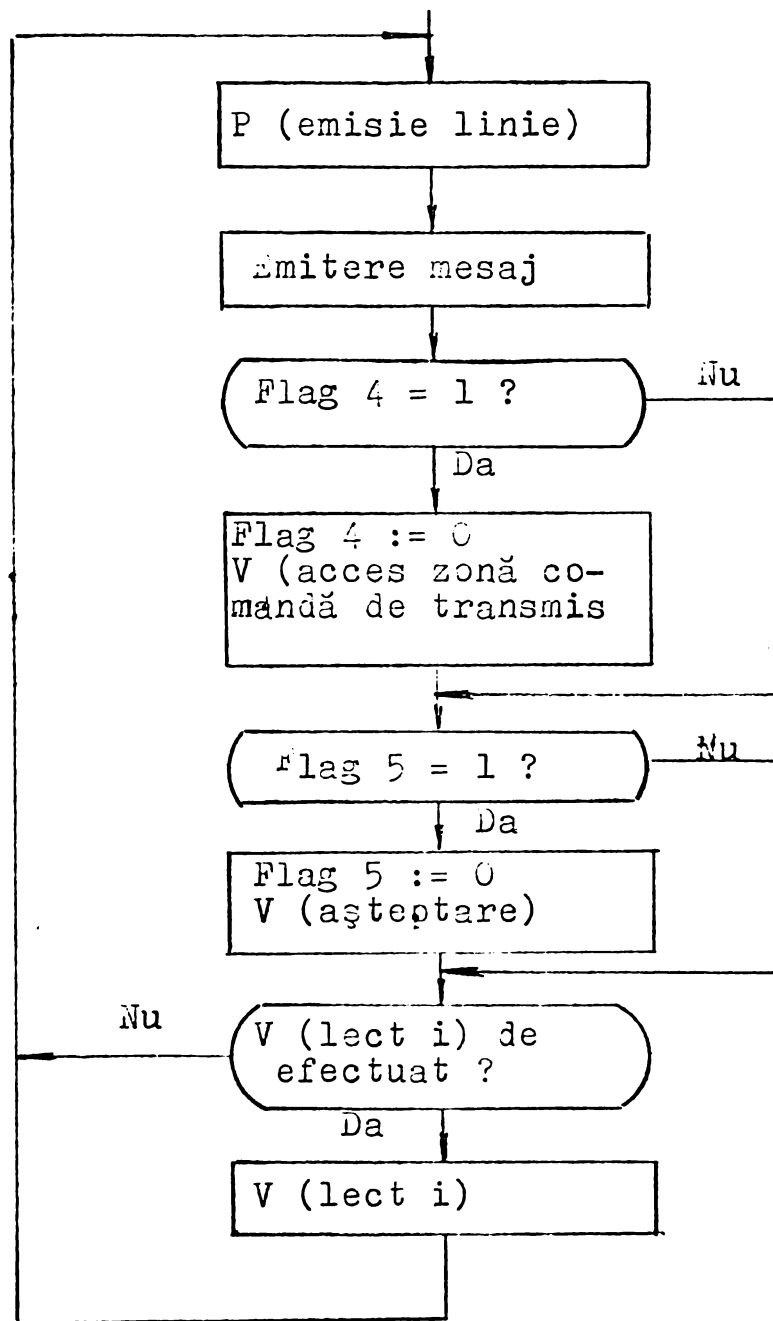 P (emisie linie)
Emitere mesaj
Flag 4 = 1 ?
Nu
Da
Flag 4 := 0
V (acces zonă co-
mandă de transmis
Flag 5 = 1 ?
Nu
Da
Flag 5 := 0
V (aşteptare)
Nu
V (lect i) de
efectuat ?
Da
V (lect i)